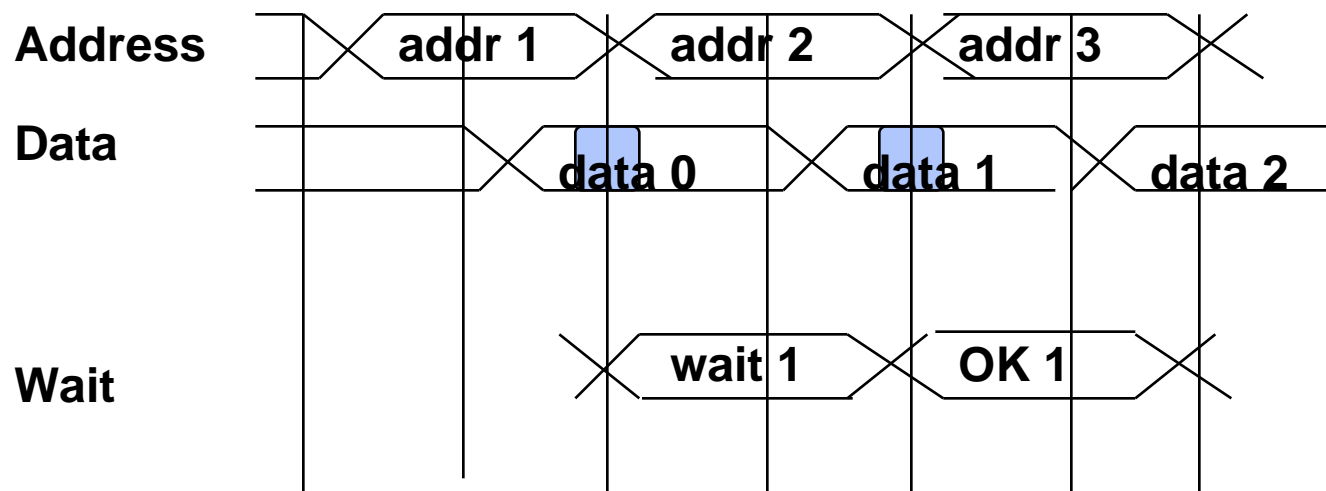 Address addr 1 addr 2 addr 3
Data data 0 data 1 data 2
Wait wait 1 OK 1